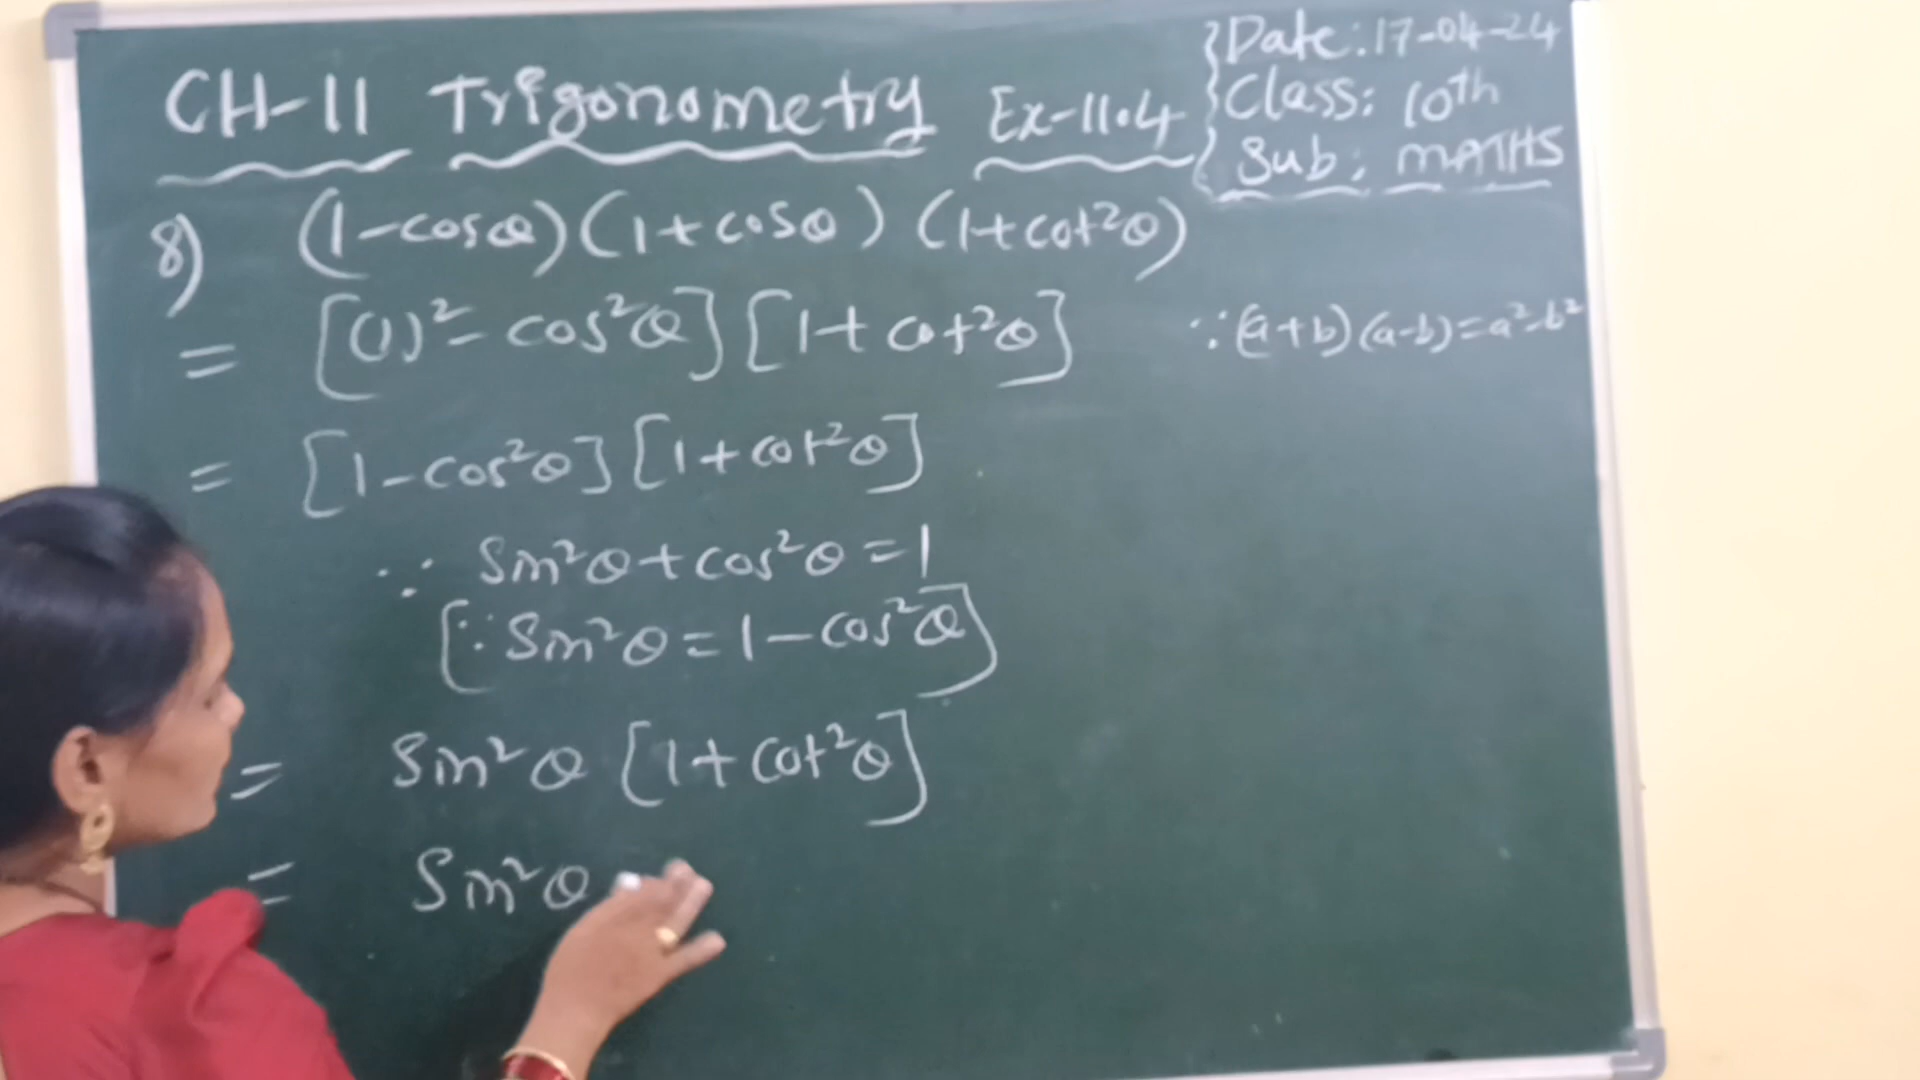 CH-11 Trigonometry Ex-11.4
Date: 17-04-24
Class: 10th
Sub: MATHS
8) (1-cosθ)(1+cosθ)(1+cot²θ)
= [(1)²-cos²θ][1+cot²θ] ∵(a+b)(a-b)=a²-b²
= [1-cos²θ][1+cot²θ]
∵ Sin²θ+cos²θ=1
[∵Sin²θ=1-cos²θ]
= Sin²θ [1+cot²θ]
= Sin²θ